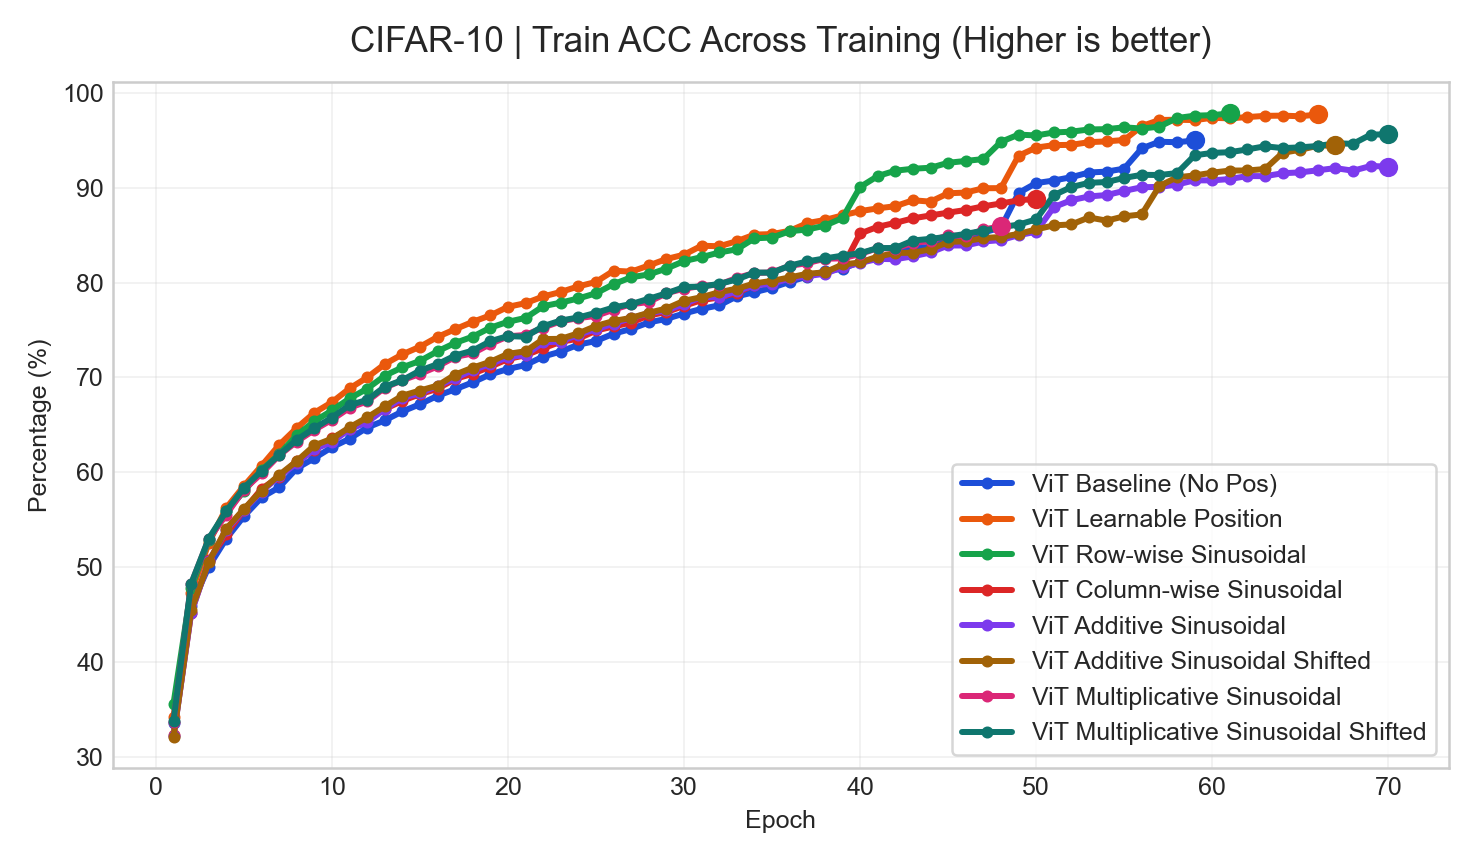 CIFAR-10 | Train ACC Across Training (Higher is better)
100
90
80
70
60
50
40
30
Percentage (%)
0 10 20 30 40 50 60 70
Epoch
ViT Baseline (No Pos)
ViT Learnable Position
ViT Row-wise Sinusoidal
ViT Column-wise Sinusoidal
ViT Additive Sinusoidal
ViT Additive Sinusoidal Shifted
ViT Multiplicative Sinusoidal
ViT Multiplicative Sinusoidal Shifted